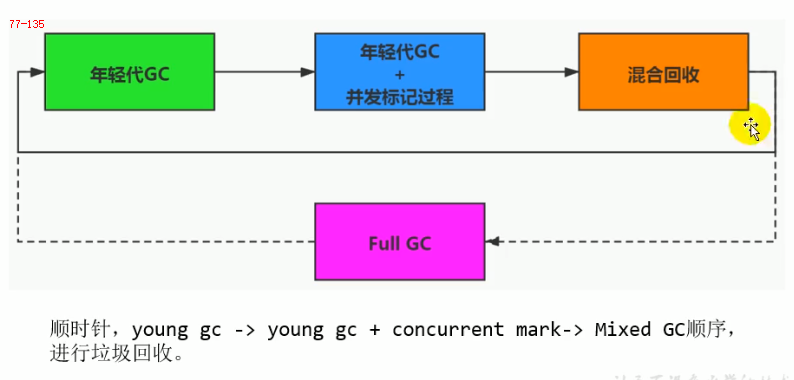 77-135
年轻代GC
年轻代GC
+
并发标记过程
混合回收
Full GC
顺时针，young gc -> young gc + concurrent mark-> Mixed GC顺序，
进行垃圾回收。